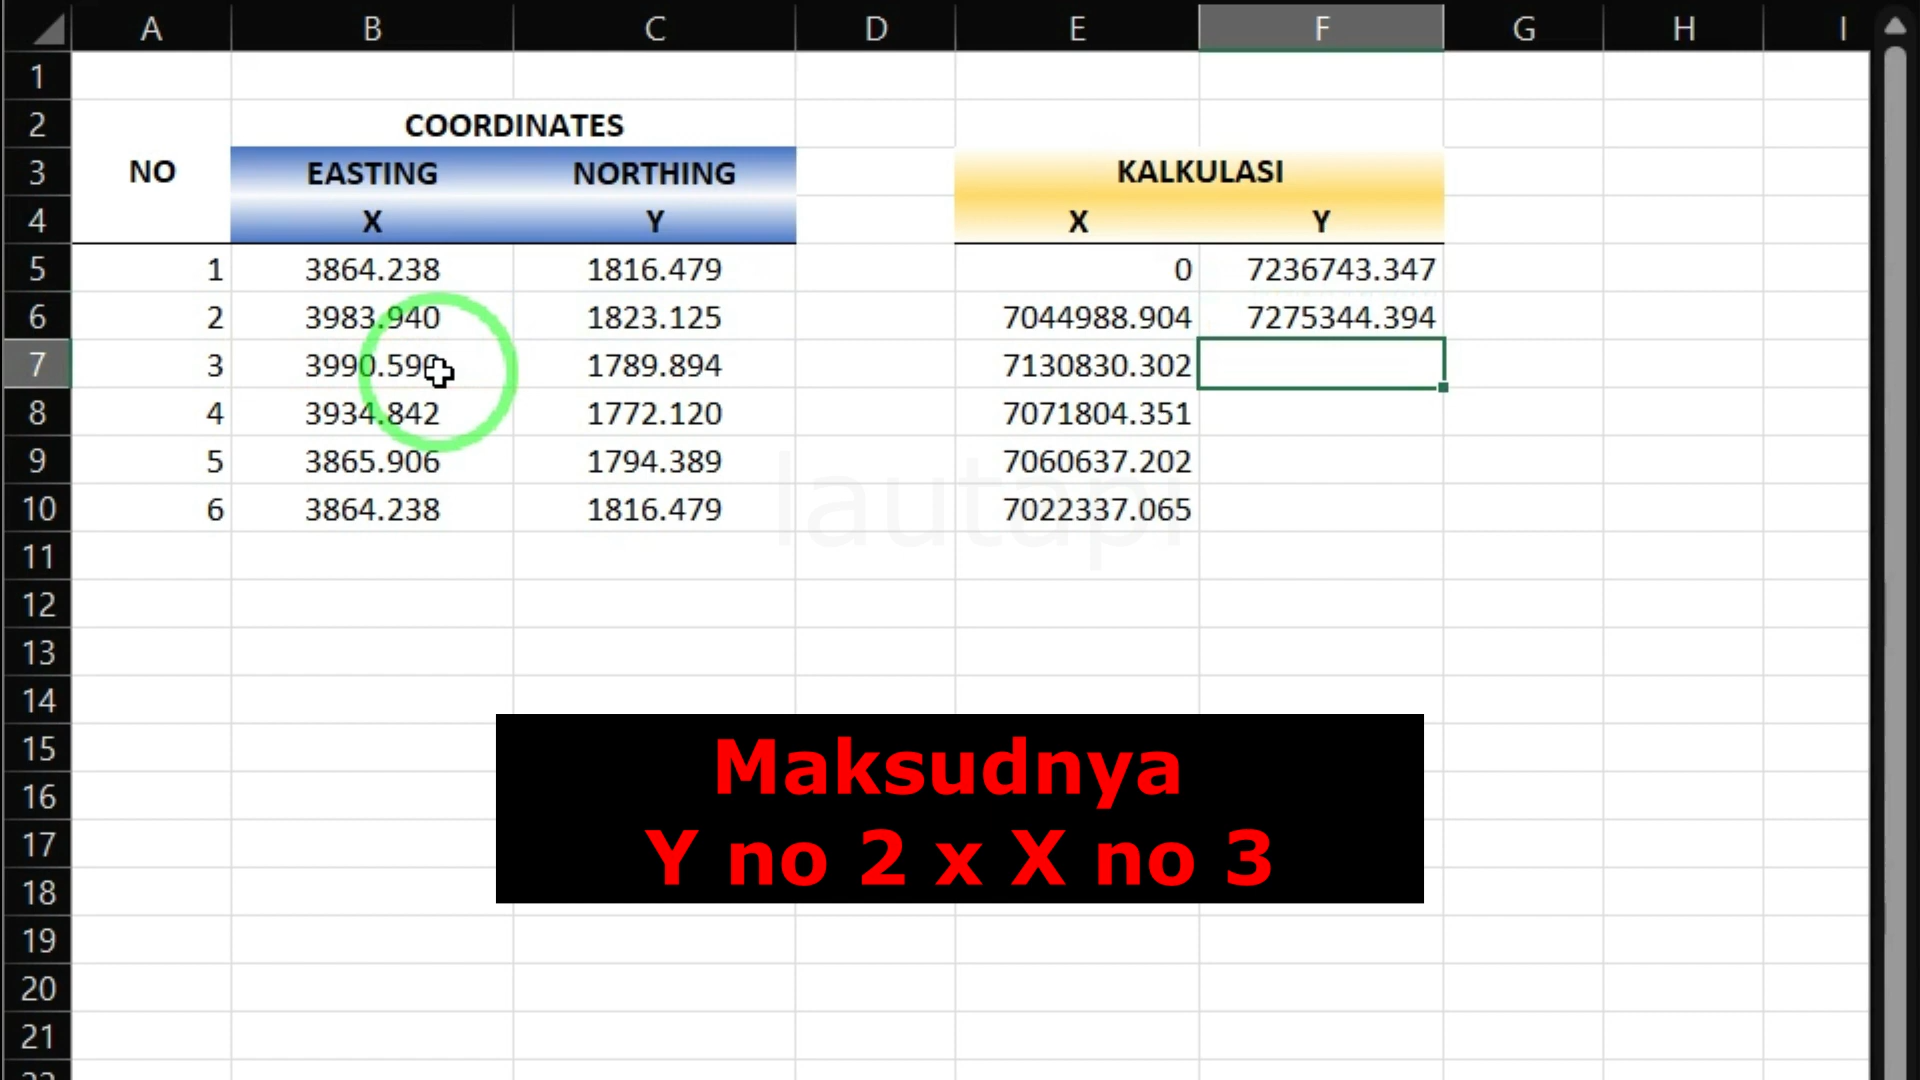 A B C D E F G H I
1
2 COORDINATES
3 NO EASTING NORTHING KALKULASI
4 X Y X Y
5 1 3864.238 1816.479 0 7236743.347
6 2 3983.940 1823.125 7044988.904 7275344.394
7 3 1789.894 7130830.302
8 4 3934.842 1772.120 7071804.351
9 5 3865.906 1794.389 7060637.202
10 6 3864.238 1816.479 7022337.065
lautapi
11
12
13
14
15
16
17
18
19
20
21
Maksudnya
Y no 2 x X no 3